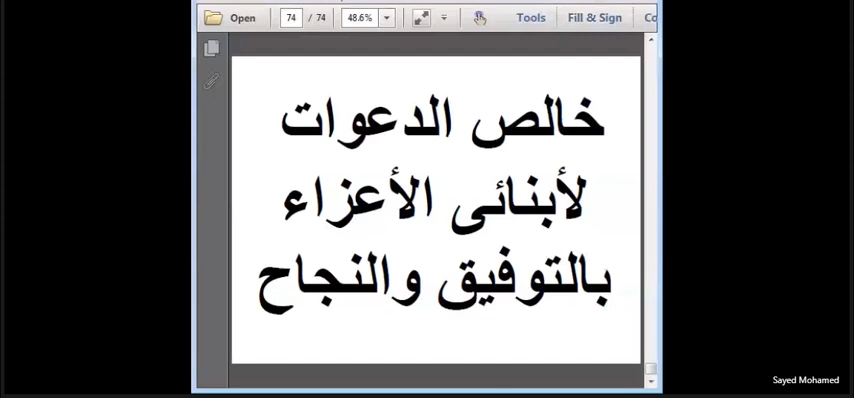 Open 74 / 74 48.6% Tools Fill & Sign
خالص الدعوات
لأبنائى الأعزاء
بالتوفيق والنجاح
Sayed Mohamed